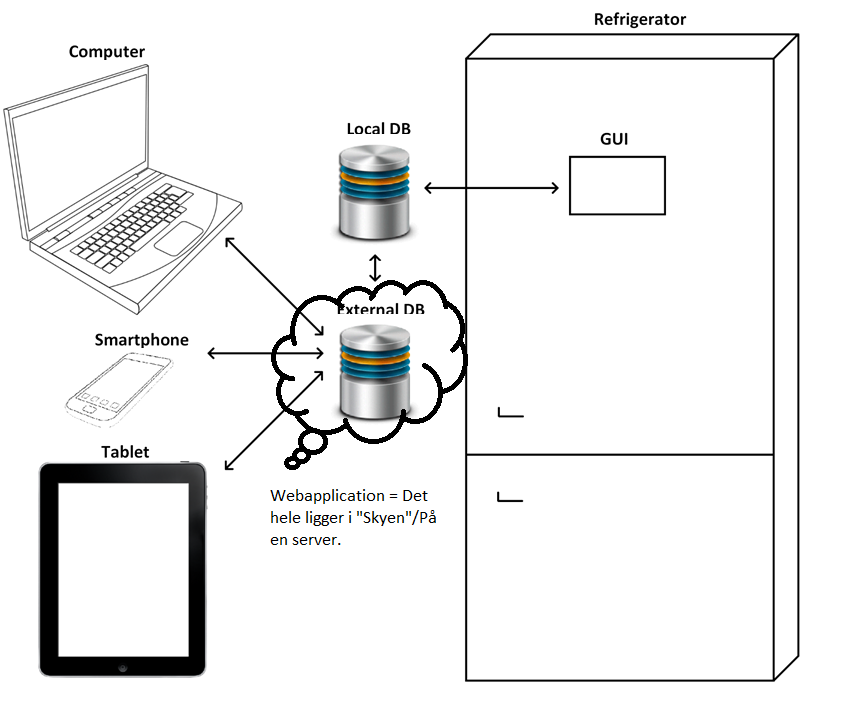 Refrigerator
Computer
Local DB
GUI
External DB
Smartphone
Tablet
Webapplication = Det
hele ligger i "Skyen"/På
en server.